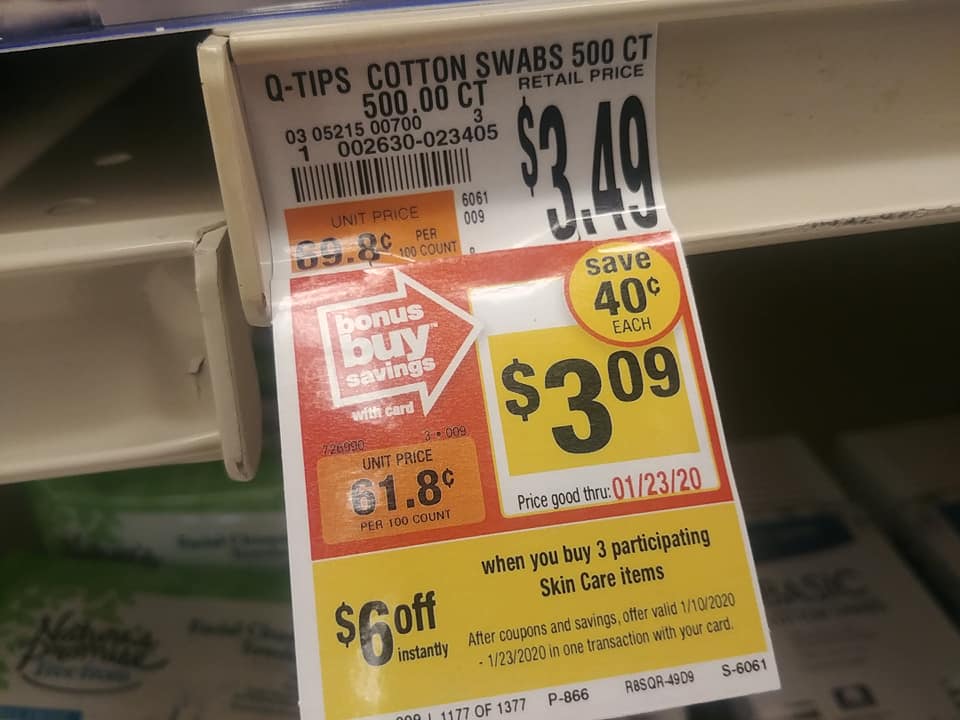 Q-TIPS COTTON SWABS 500 CT
500.00 CT
RETAIL PRICE
03 05215 00700 3
1 002630-023405
$3.49
6061
009
UNIT PRICE
69.8¢ PER
100 COUNT
save
40¢
EACH
bonus
buy™
savings
with card
$3 09
726990 3 • 009
UNIT PRICE
61.8¢
PER 100 COUNT
Price good thru: 01/23/20
when you buy 3 participating
Skin Care items
$6 off
instantly
After coupons and savings, offer valid 1/10/2020
- 1/23/2020 in one transaction with your card.
1177 OF 1377 P-866 R8SQR-49D9 S-6061
Nature's
Promise
BASIC